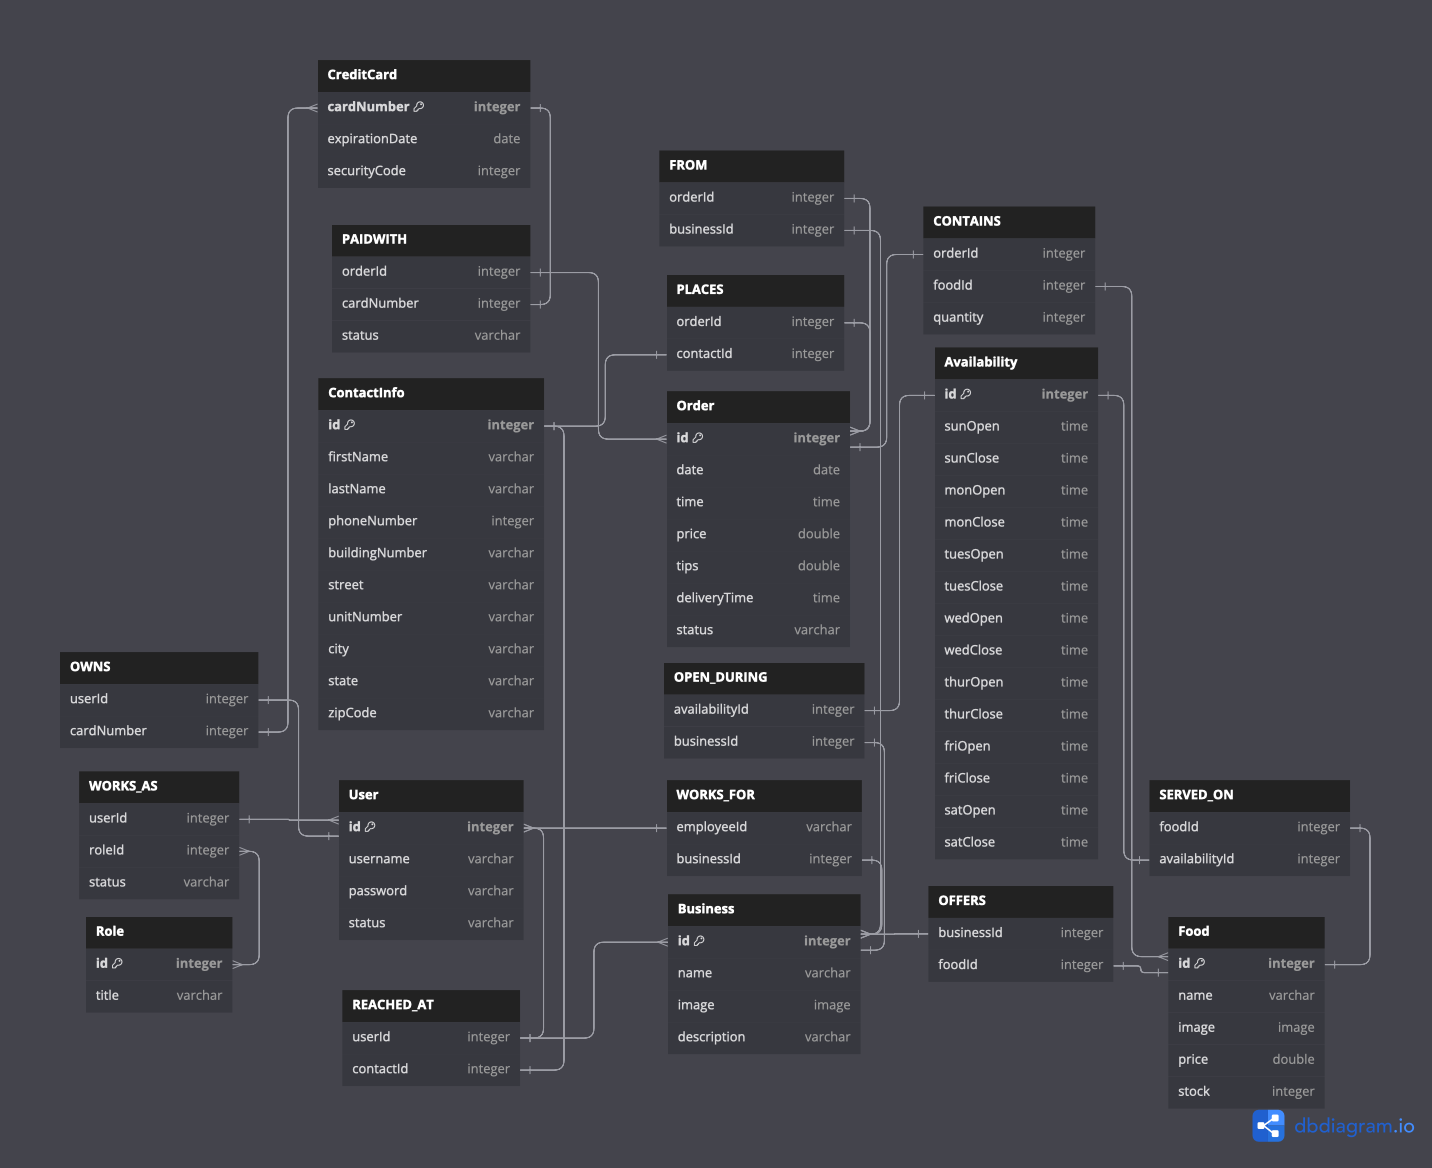 CreditCard
cardNumber integer
expirationDate date
securityCode integer
PAIDWITH
orderId integer
cardNumber integer
status varchar
ContactInfo
id integer
firstName varchar
lastName varchar
phoneNumber integer
buildingNumber varchar
street varchar
unitNumber varchar
city varchar
state varchar
zipCode varchar
OWNS
userId integer
cardNumber integer
WORKS_AS
userId integer
roleId integer
status varchar
Role
id integer
title varchar
User
id integer
username varchar
password varchar
status varchar
REACHED_AT
userId integer
contactId integer
FROM
orderId integer
businessId integer
PLACES
orderId integer
contactId integer
Order
id integer
date date
time time
price double
tips double
deliveryTime time
status varchar
OPEN_DURING
availabilityId integer
businessId integer
WORKS_FOR
employeeId varchar
businessId integer
Business
id integer
name varchar
image image
description varchar
CONTAINS
orderId integer
foodId integer
quantity integer
Availability
id integer
sunOpen time
sunClose time
monOpen time
monClose time
tuesOpen time
tuesClose time
wedOpen time
wedClose time
thurOpen time
thurClose time
friOpen time
friClose time
satOpen time
satClose time
OFFERS
businessId integer
foodId integer
SERVED_ON
foodId integer
availabilityId integer
Food
id integer
name varchar
image image
price double
stock integer
dbdiagram.io